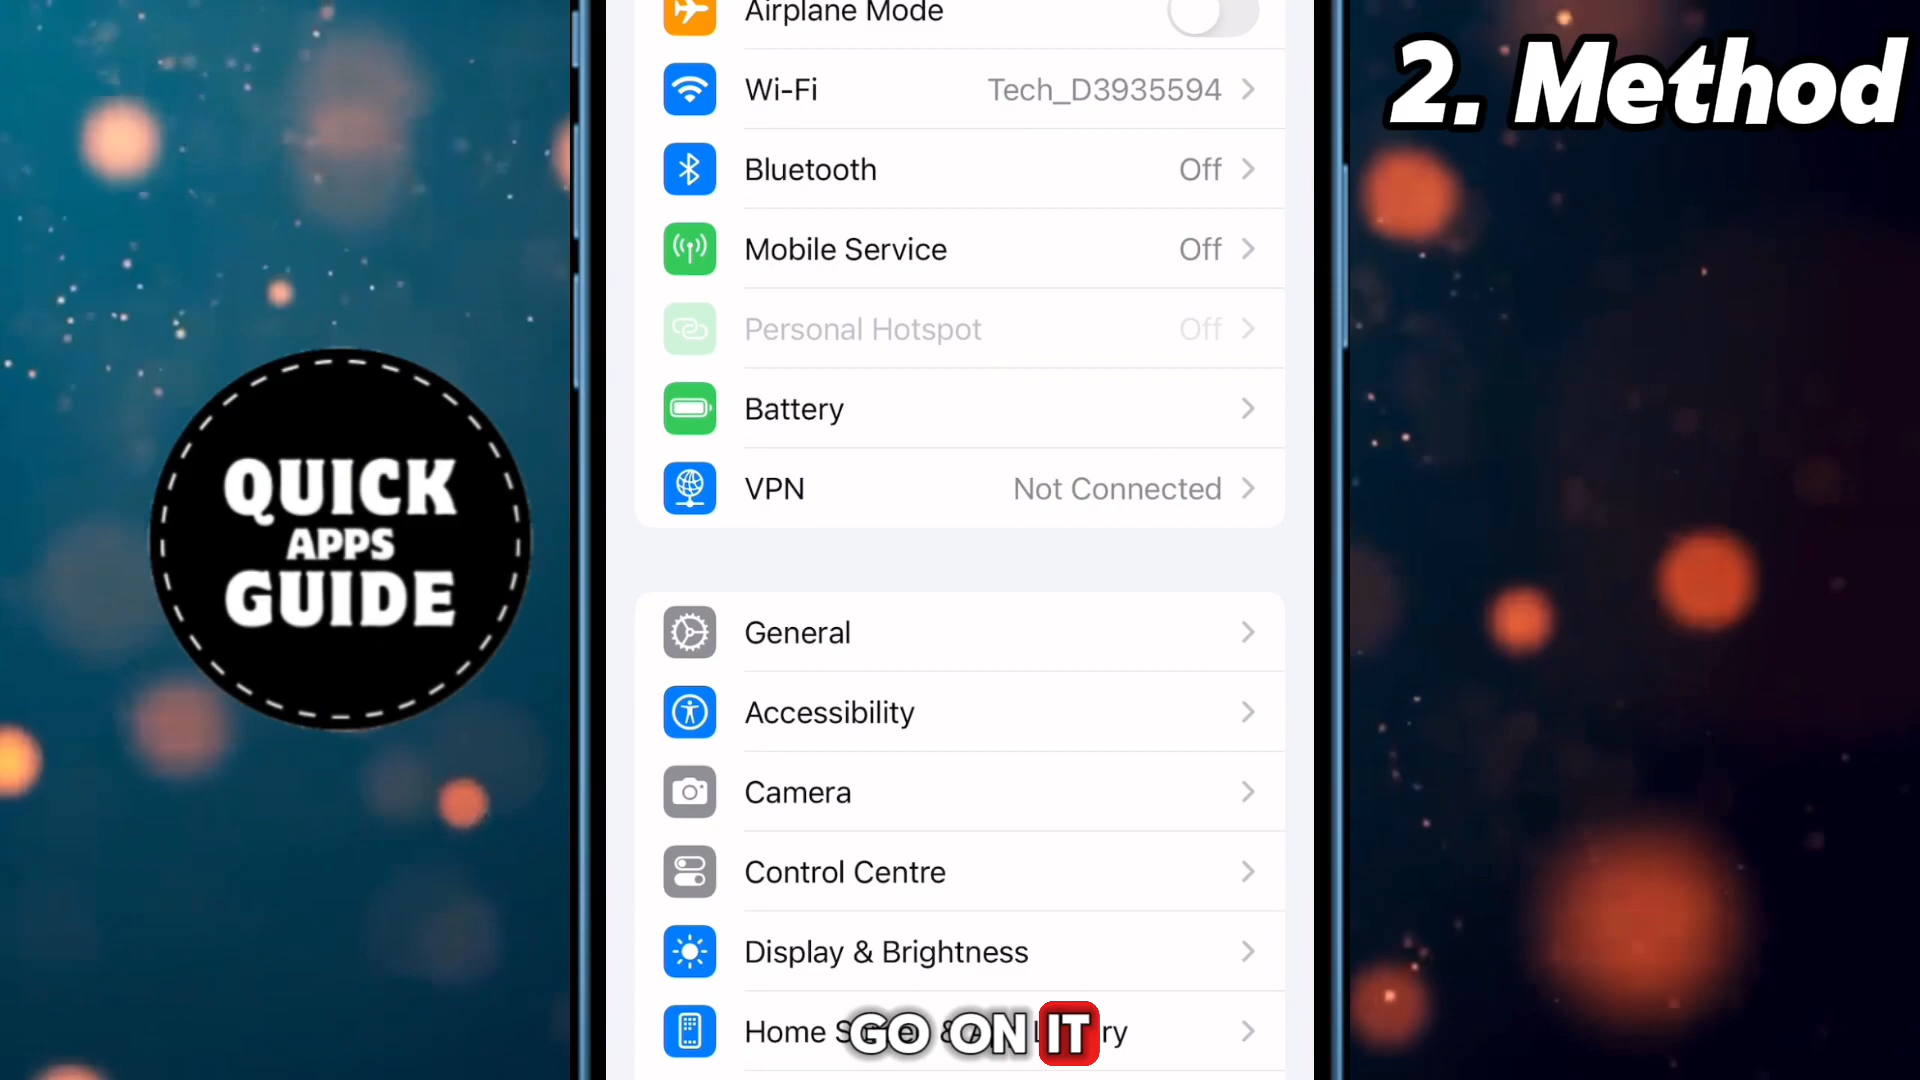 2. Method
Airplane Mode
Wi-Fi Tech_D3935594
Bluetooth Off
Mobile Service Off
Personal Hotspot Off
Battery
VPN Not Connected
QUICK
APPS
GUIDE
General
Accessibility
Camera
Control Centre
Display & Brightness
Home
GO ON IT